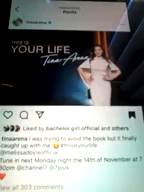 Posts
tinaarena
THIS IS
YOUR LIFE
Tina Arena
Liked by bachelor girl official and others
tinaarena I was trying to avoid the book but it finally
caught up with me #thisisyourlife
@melissadoyleofficial
Tune in next Monday night the 14th of November at 7
30pm @channel7 @7plus
View all 303 comments